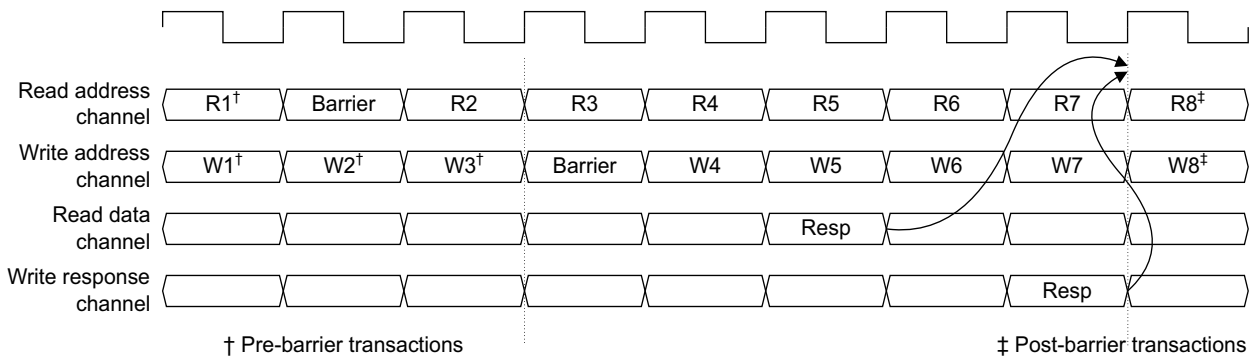 Read address channel R1† Barrier R2 R3 R4 R5 R6 R7 R8‡
Write address channel W1† W2† W3† Barrier W4 W5 W6 W7 W8‡
Read data channel Resp
Write response channel Resp
† Pre-barrier transactions ‡ Post-barrier transactions